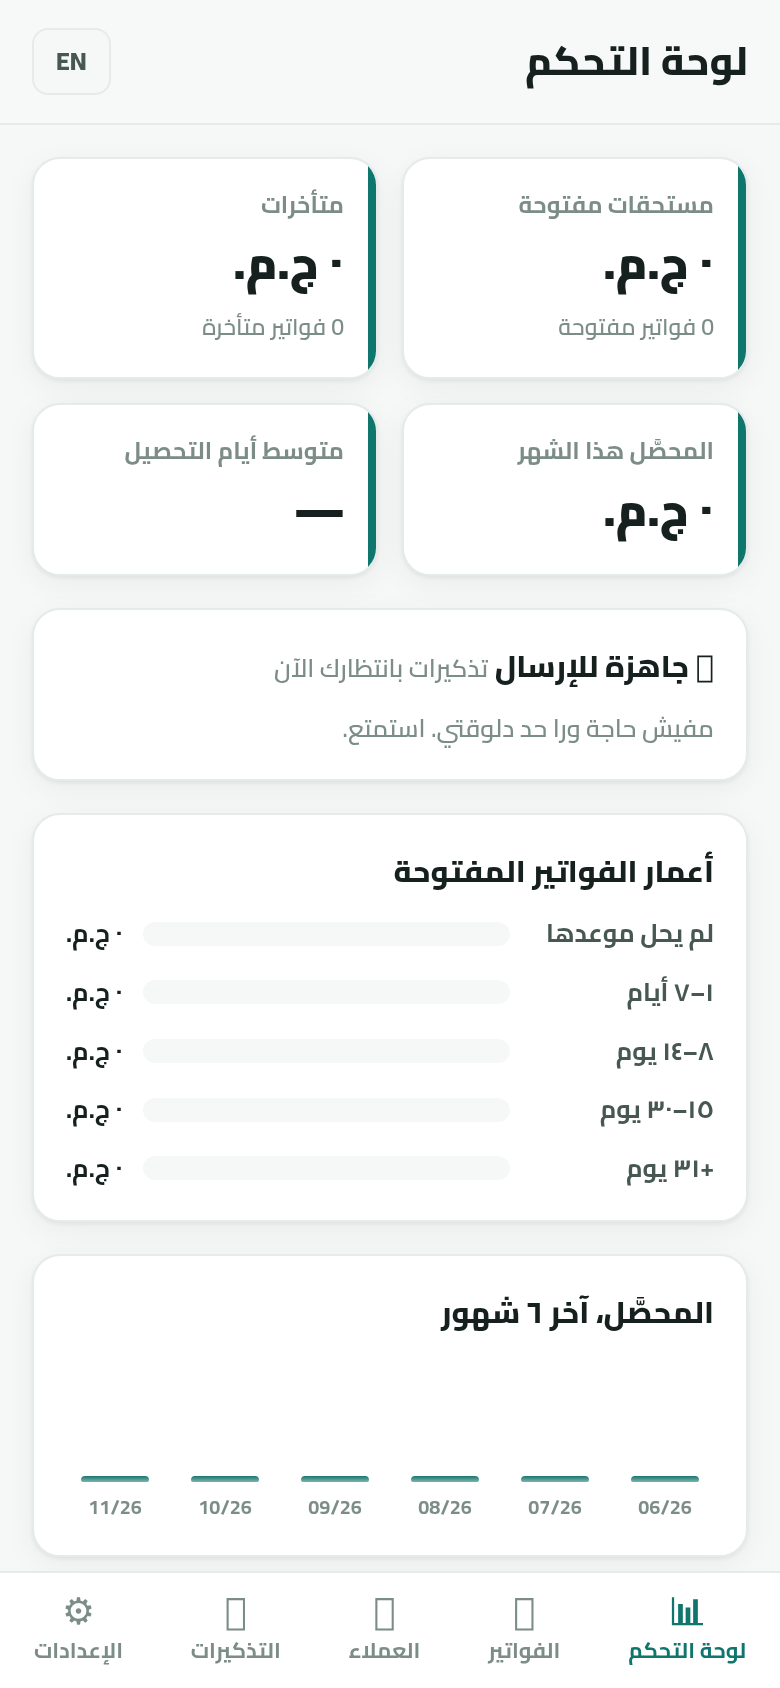 لوحة التحكم
EN
مستحقات مفتوحة
٠ ج.م.
0 فواتير مفتوحة
متأخرات
٠ ج.م.
0 فواتير متأخرة
المحصَّل هذا الشهر
٠ ج.م.
متوسط أيام التحصيل
—
جاهزة للإرسال تذكيرات بانتظارك الآن
مفيش حاجة ورا حد دلوقتي. استمتع.
أعمار الفواتير المفتوحة
لم يحل موعدها ٠ ج.م.
١–٧ أيام ٠ ج.م.
٨–١٤ يوم ٠ ج.م.
١٥–٣٠ يوم ٠ ج.م.
+٣١ يوم ٠ ج.م.
المحصَّل، آخر ٦ شهور
06/26 07/26 08/26 09/26 10/26 11/26
لوحة التحكم الفواتير العملاء التذكيرات الإعدادات